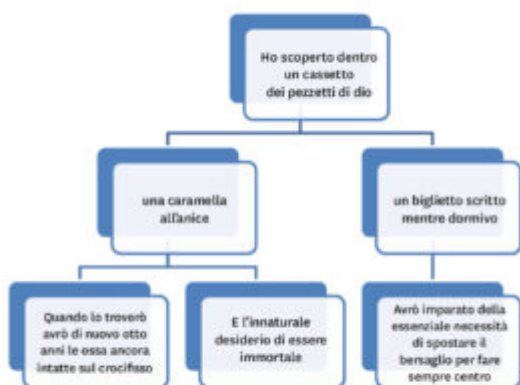 Ho scoperto dentro
un cassetto
dei pezzetti di dio
una caramella
all'anice
un biglietto scritto
mentre dormivo
Quando lo troverò
avrò di nuovo otto
anni le ossa ancora
intatte sul crocifisso
E l'innaturale
desiderio di essere
immortale
Avrò imparato della
essenziale necessità
di spostare il
bersaglio per fare
sempre centro